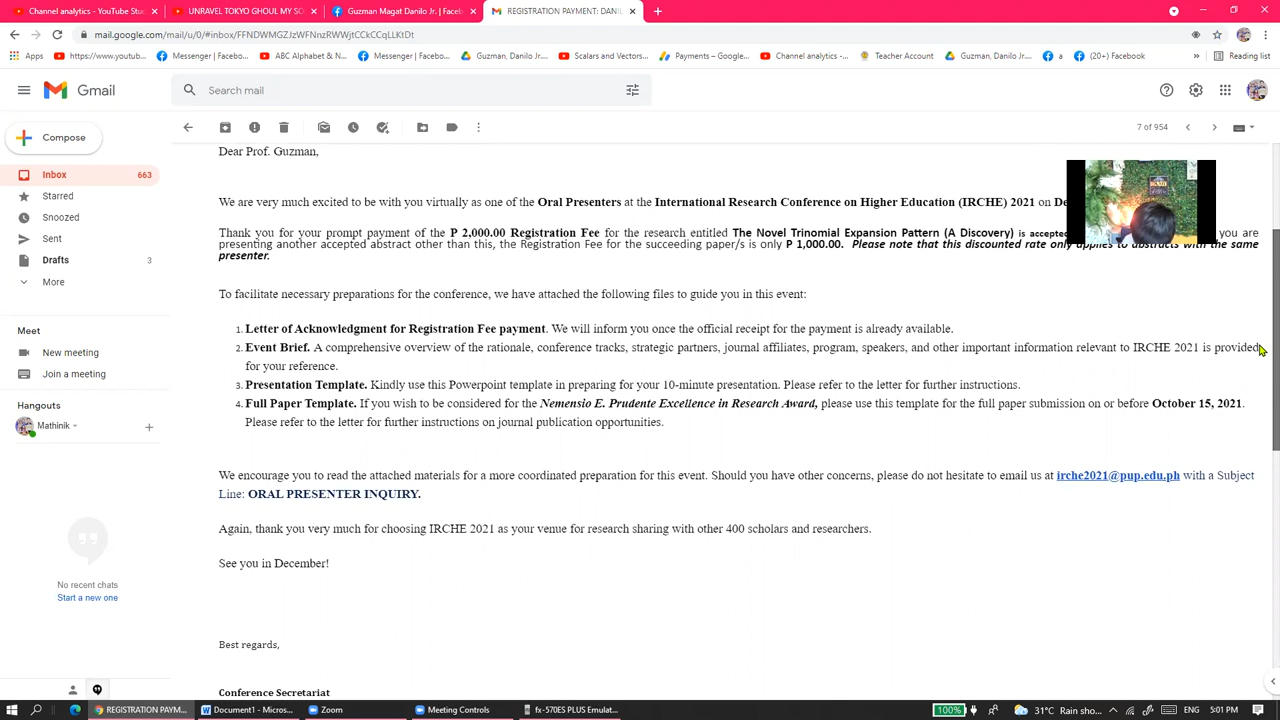 Channel analytics - YouTube Stud
UNRAVEL TOKYO GHOUL MY SO
Guzman Magat Danilo Jr. | Faceb
REGISTRATION PAYMENT: DANIL
mail.google.com/mail/u/0/#inbox/FFNDWMGZJzWFNnzRWWjtCCkCCqLLKtDt
Apps
https://www.youtub...
Messenger | Facebo...
ABC Alphabet & N...
Messenger | Facebo...
Guzman, Danilo Jr....
Scalars and Vectors...
Payments – Google...
Channel analytics -...
Teacher Account
Guzman, Danilo Jr....
a
(20+) Facebook
»
Reading list
Gmail
Search mail
Compose
7 of 954
Inbox 663
Starred
Snoozed
Sent
Drafts 3
More
Meet
New meeting
Join a meeting
Hangouts
Mathinik
No recent chats
Start a new one
Dear Prof. Guzman,
We are very much excited to be with you virtually as one of the Oral Presenters at the International Research Conference on Higher Education (IRCHE) 2021 on
Thank you for your prompt payment of the P 2,000.00 Registration Fee for the research entitled The Novel Trinomial Expansion Pattern (A Discovery) is you are
presenting another accepted abstract other than this, the Registration Fee for the succeeding paper/s is only P 1,000.00. Please note that this discounted rate only applies to abstracts with the same
presenter.
To facilitate necessary preparations for the conference, we have attached the following files to guide you in this event:
1. Letter of Acknowledgment for Registration Fee payment. We will inform you once the official receipt for the payment is already available.
2. Event Brief. A comprehensive overview of the rationale, conference tracks, strategic partners, journal affiliates, program, speakers, and other important information relevant to IRCHE 2021 is provided
for your reference.
3. Presentation Template. Kindly use this Powerpoint template in preparing for your 10-minute presentation. Please refer to the letter for further instructions.
4. Full Paper Template. If you wish to be considered for the Nemensio E. Prudente Excellence in Research Award, please use this template for the full paper submission on or before October 15, 2021.
Please refer to the letter for further instructions on journal publication opportunities.
We encourage you to read the attached materials for a more coordinated preparation for this event. Should you have other concerns, please do not hesitate to email us at irche2021@pup.edu.ph with a Subject
Line: ORAL PRESENTER INQUIRY.
Again, thank you very much for choosing IRCHE 2021 as your venue for research sharing with other 400 scholars and researchers.
See you in December!
Best regards,
Conference Secretariat
REGISTRATION PAYM...
Document1 - Micros...
Zoom
Meeting Controls
fx-570ES PLUS Emulat...
100%
31°C Rain sho...
ENG
5:01 PM